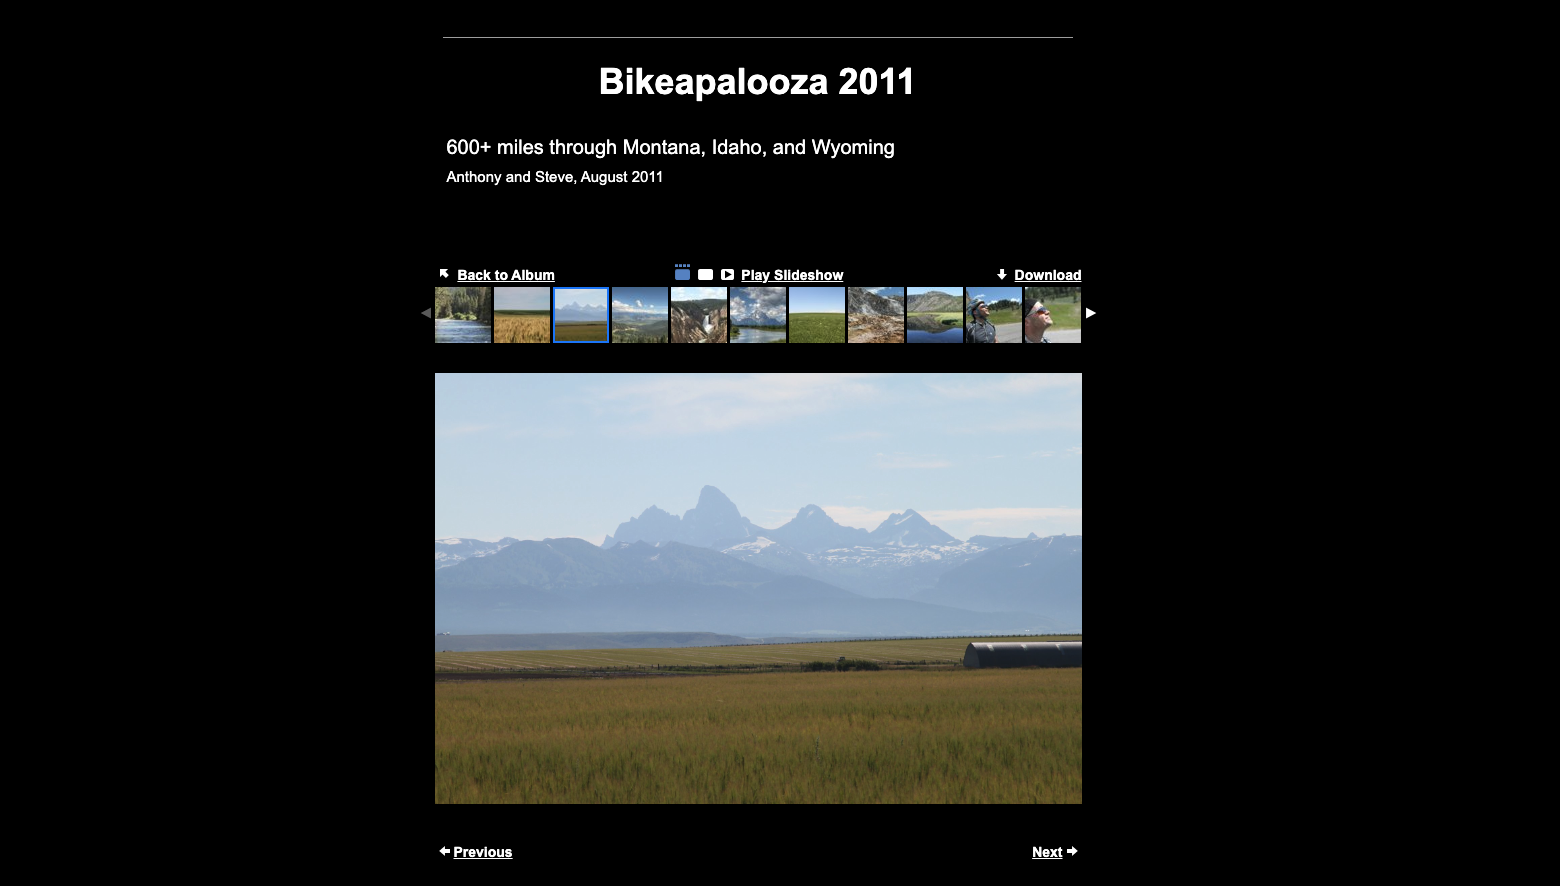 Bikeapalooza 2011
600+ miles through Montana, Idaho, and Wyoming
Anthony and Steve, August 2011
Back to Album Play Slideshow Download
Previous Next